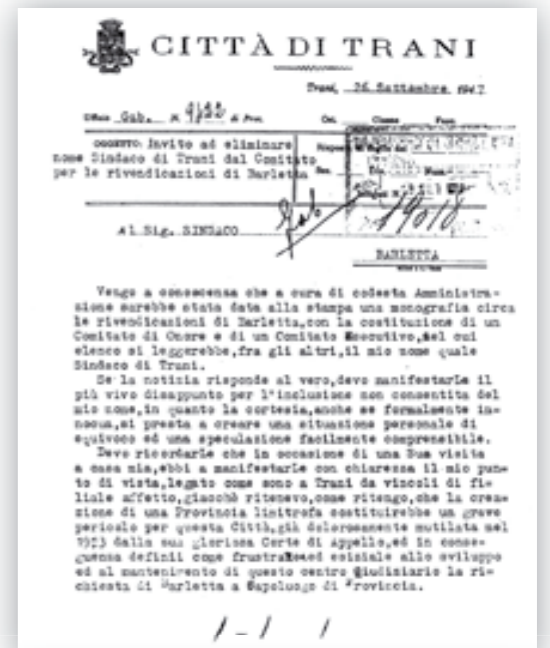 CITTÀ DI TRANI
Trani, 26 Settembre 1947
Gab. N. 9122 di Prot.
OGGETTO: Invito ad eliminare
nome Sindaco di Trani dal Comitato
per le rivendicazioni di Barletta
Gab
19018
Al Sig. SINDACO
BARLETTA
Vengo a conoscenza che a cura di codesta Amministra-
zione sarebbe stata data alla stampa una monografia circa
le rivendicazioni di Barletta,con la costituzione di un
Comitato di Onore e di un Comitato Esecutivo,nel cui
elenco si leggerebbe,fra gli altri,il mio nome quale
Sindaco di Trani.
Se la notizia risponde al vero,devo manifestarLe il
più vivo disappunto per l'inclusione non consentita del
mio nome,in quanto la cortesia,anche se formalmente in-
nocua,si presta a creare una situazione personale di
equivoco ed una speculazione facilmente comprensibile.
Devo ricordarLe che in occasione di una Sua visita
a casa mia,ebbi a manifestarLe con chiarezza il mio pun-
to di vista,legato come sono a Trani da vincoli di fi-
liale affetto,giacchè ritenevo,come ritengo,che la crea-
zione di una Provincia limitrofa costituirebbe un grave
pericolo per questa Città,già dolorosamente mutilata nel
1923 dalla sua gloriosa Corte di Appello,ed in conse-
guenza definii come frustranea ed esiziale allo sviluppo
ed al mantenimento di questo centro Giudiziario la ri-
chiesta di Barletta a Capoluogo di Provincia.